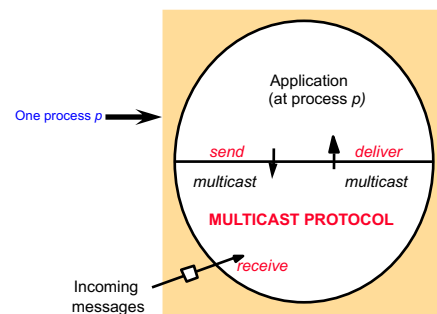 Application
(at process p)
One process p
send deliver
multicast multicast
MULTICAST PROTOCOL
receive
Incoming
messages